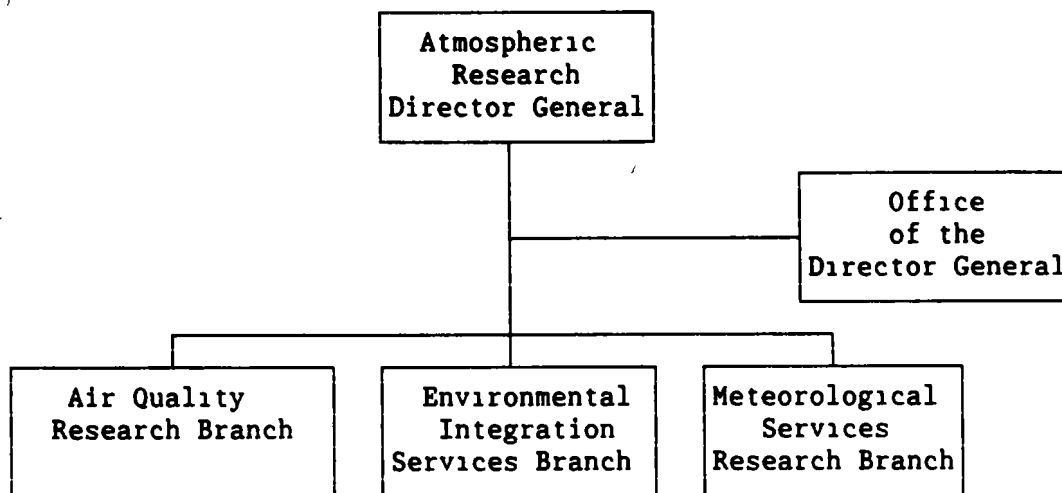 Atmospheric
Research
Director General
Office
of the
Director General
Air Quality
Research Branch
Environmental
Integration
Services Branch
Meteorological
Services
Research Branch